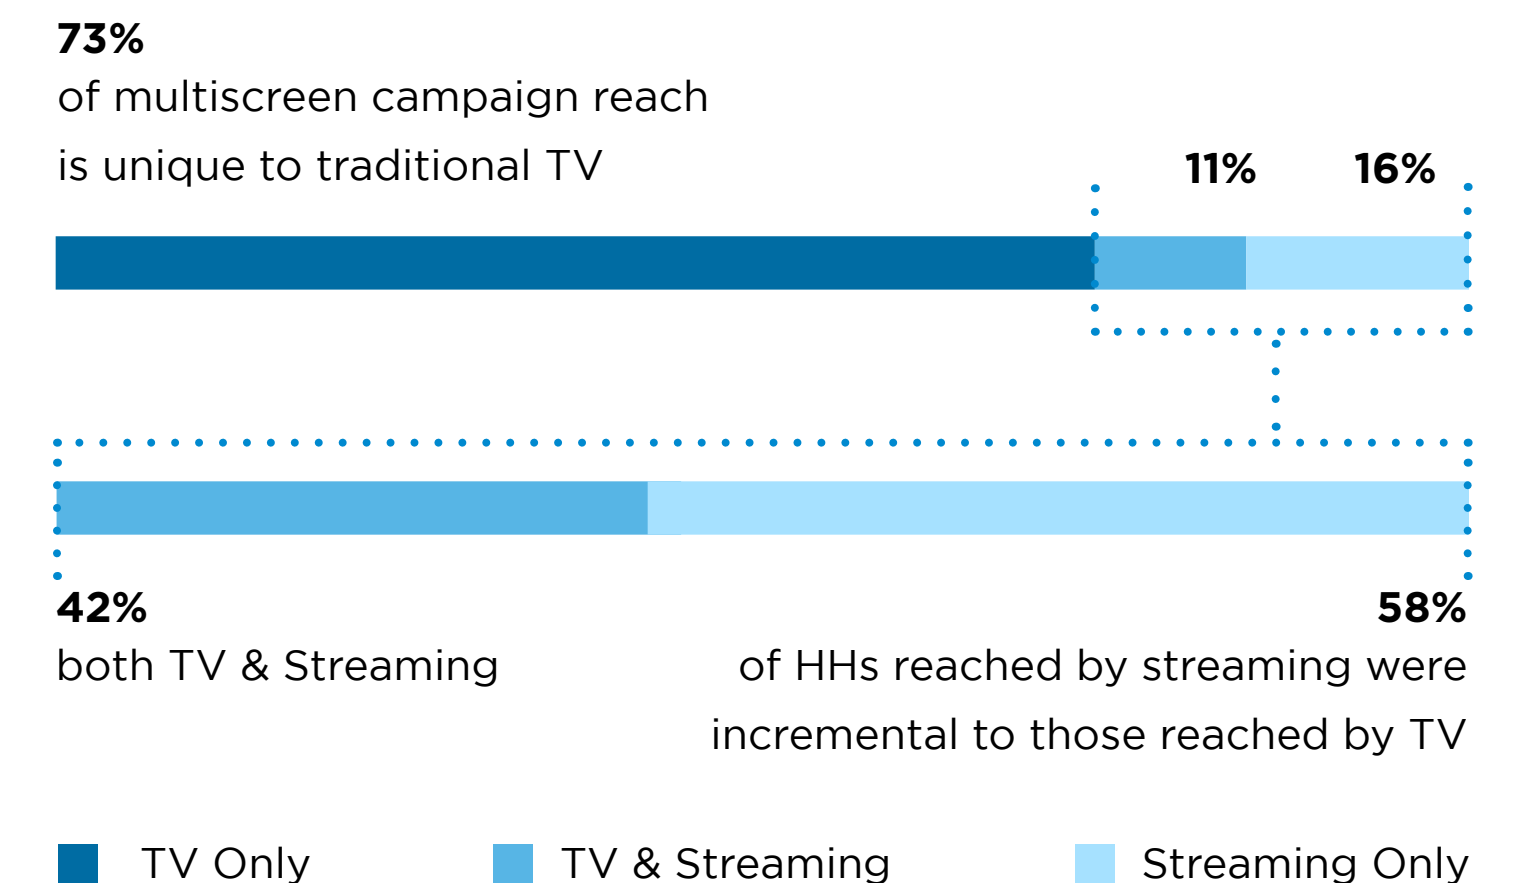 73%
of multiscreen campaign reach
is unique to traditional TV
11%
16%
42%
both TV & Streaming
58%
of HHs reached by streaming were
incremental to those reached by TV
TV Only
TV & Streaming
Streaming Only